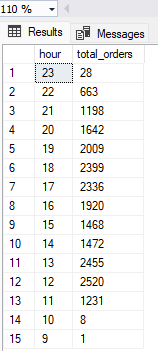 110 %
Results Messages
hour total_orders
1 23 28
2 22 663
3 21 1198
4 20 1642
5 19 2009
6 18 2399
7 17 2336
8 16 1920
9 15 1468
10 14 1472
11 13 2455
12 12 2520
13 11 1231
14 10 8
15 9 1